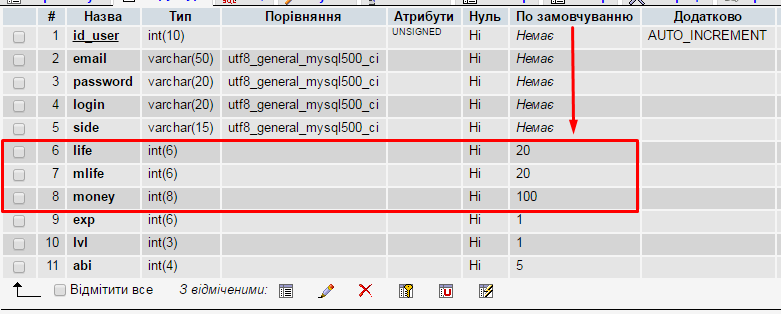 # Назва Тип Порівняння Атрибути Нуль По замовчуванню Додатково
1 id_user int(10) UNSIGNED Ні Немає AUTO_INCREMENT
2 email varchar(50) utf8_general_mysql500_ci Ні Немає
3 password varchar(20) utf8_general_mysql500_ci Ні Немає
4 login varchar(20) utf8_general_mysql500_ci Ні Немає
5 side varchar(15) utf8_general_mysql500_ci Ні Немає
6 life int(6) Ні 20
7 mlife int(6) Ні 20
8 money int(8) Ні 100
9 exp int(6) Ні 1
10 lvl int(3) Ні 1
11 abi int(4) Ні 5
Відмітити все З відміченими: